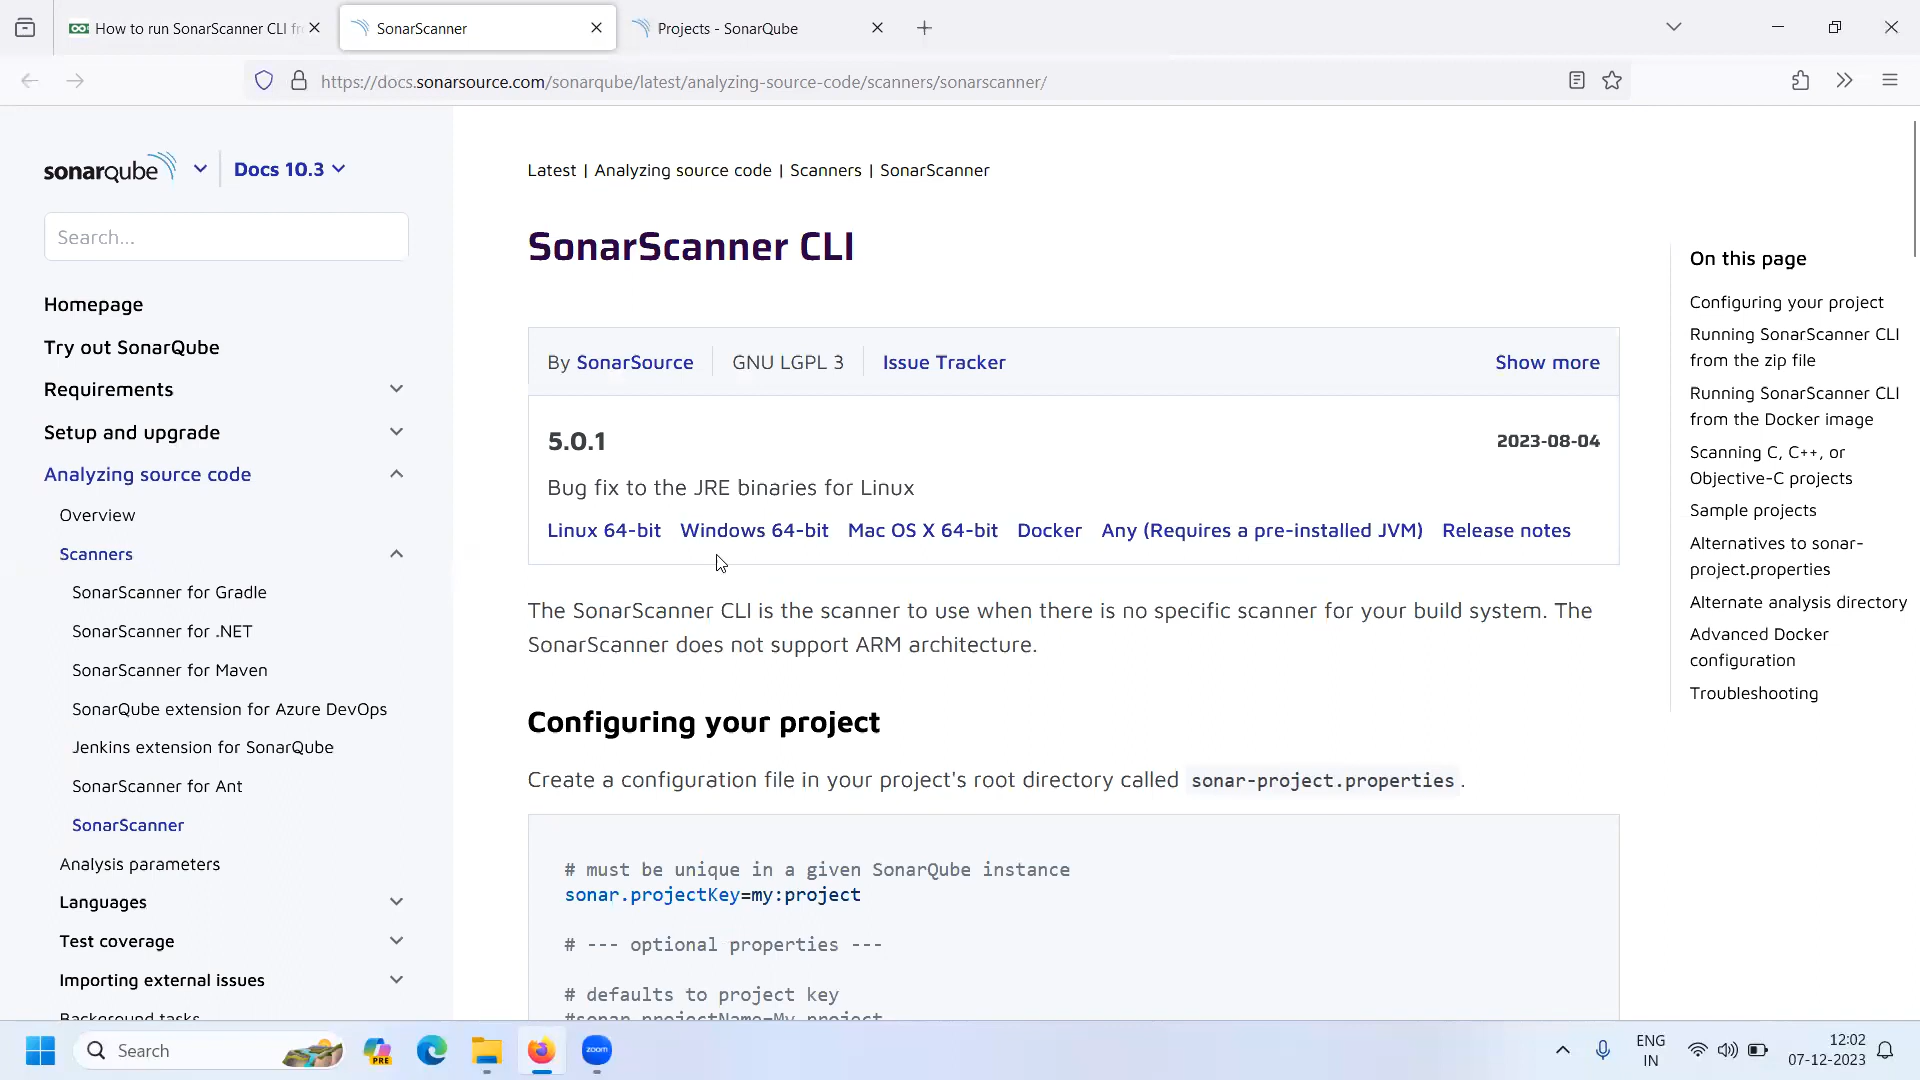 How to run SonarScanner CLI fr
SonarScanner
Projects - SonarQube
https://docs.sonarsource.com/sonarqube/latest/analyzing-source-code/scanners/sonarscanner/
sonarqube
Docs 10.3
Search...
Homepage
Try out SonarQube
Requirements
Setup and upgrade
Analyzing source code
Overview
Scanners
SonarScanner for Gradle
SonarScanner for .NET
SonarScanner for Maven
SonarQube extension for Azure DevOps
Jenkins extension for SonarQube
SonarScanner for Ant
SonarScanner
Analysis parameters
Languages
Test coverage
Importing external issues
Background tasks
Latest | Analyzing source code | Scanners | SonarScanner
SonarScanner CLI
By SonarSource GNU LGPL 3 Issue Tracker Show more
5.0.1 2023-08-04
Bug fix to the JRE binaries for Linux
Linux 64-bit Windows 64-bit Mac OS X 64-bit Docker Any (Requires a pre-installed JVM) Release notes
The SonarScanner CLI is the scanner to use when there is no specific scanner for your build system. The
SonarScanner does not support ARM architecture.
Configuring your project
Create a configuration file in your project's root directory called sonar-project.properties.
# must be unique in a given SonarQube instance
sonar.projectKey=my:project
# --- optional properties ---
# defaults to project key
#sonar.projectName=My project
On this page
Configuring your project
Running SonarScanner CLI
from the zip file
Running SonarScanner CLI
from the Docker image
Scanning C, C++, or
Objective-C projects
Sample projects
Alternatives to sonar-
project.properties
Alternate analysis directory
Advanced Docker
configuration
Troubleshooting
Search
PRE
zoom
ENG
IN
12:02
07-12-2023